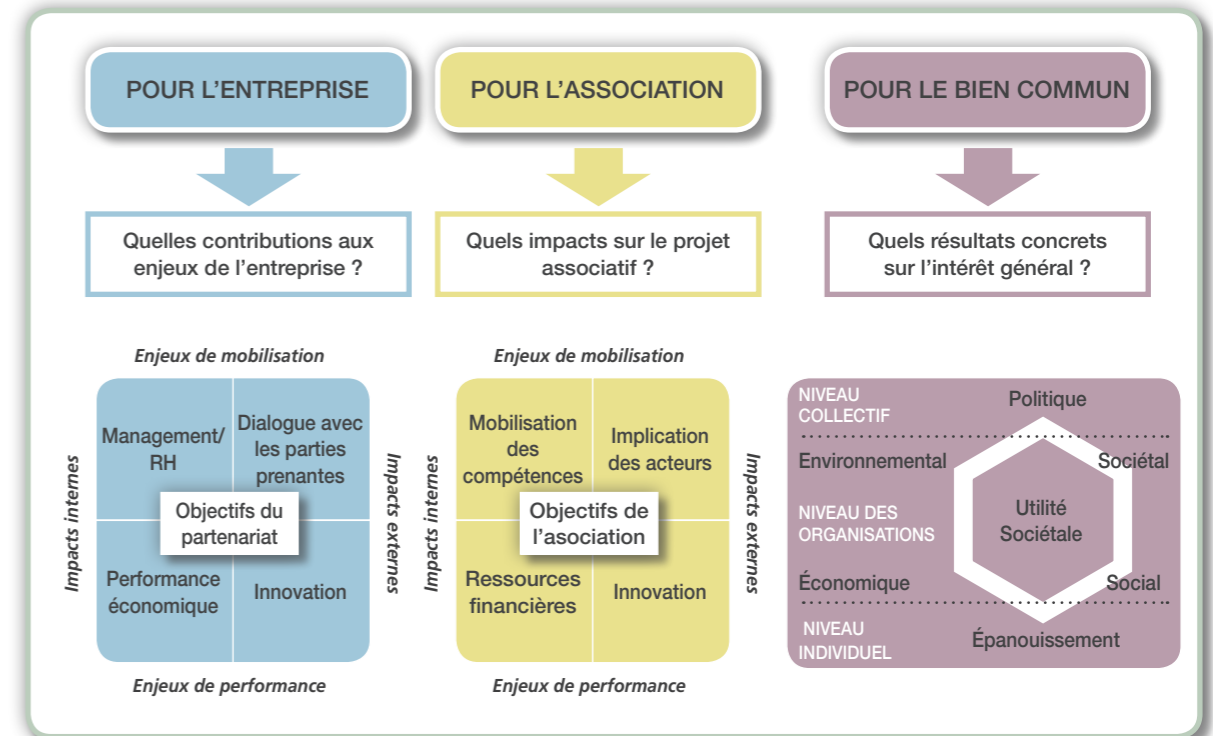 POUR L'ENTREPRISE
Quelles contributions aux
enjeux de l'entreprise ?
Enjeux de mobilisation
Impacts internes
Management/
RH
Dialogue avec
les parties
prenantes
Objectifs du
partenariat
Performance
économique
Innovation
Impacts externes
Enjeux de performance
POUR L'ASSOCIATION
Quels impacts sur le projet
associatif ?
Enjeux de mobilisation
Impacts internes
Mobilisation
des
compétences
Implication
des acteurs
Objectifs de
l'asociation
Ressources
financières
Innovation
Impacts externes
Enjeux de performance
POUR LE BIEN COMMUN
Quels résultats concrets
sur l'intérêt général ?
NIVEAU
COLLECTIF
Politique
Environnemental
Sociétal
NIVEAU DES
ORGANISATIONS
Utilité
Sociétale
Économique
Social
NIVEAU
INDIVIDUEL
Épanouissement